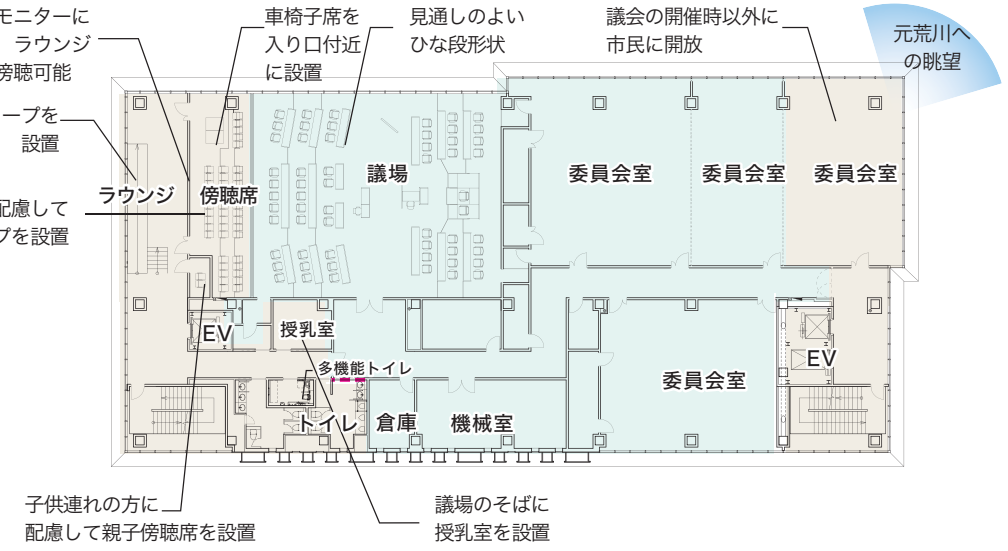 モニターに
ラウンジ
傍聴可能
ープを
設置
配慮して
プを設置
車椅子席を
入り口付近
に設置
見通しのよい
ひな段形状
議会の開催時以外に
市民に開放
元荒川へ
の眺望
ラウンジ
傍聴席
議場
委員会室
委員会室
委員会室
EV
授乳室
多機能トイレ
トイレ
倉庫
機械室
委員会室
EV
子供連れの方に
配慮して親子傍聴席を設置
議場のそばに
授乳室を設置